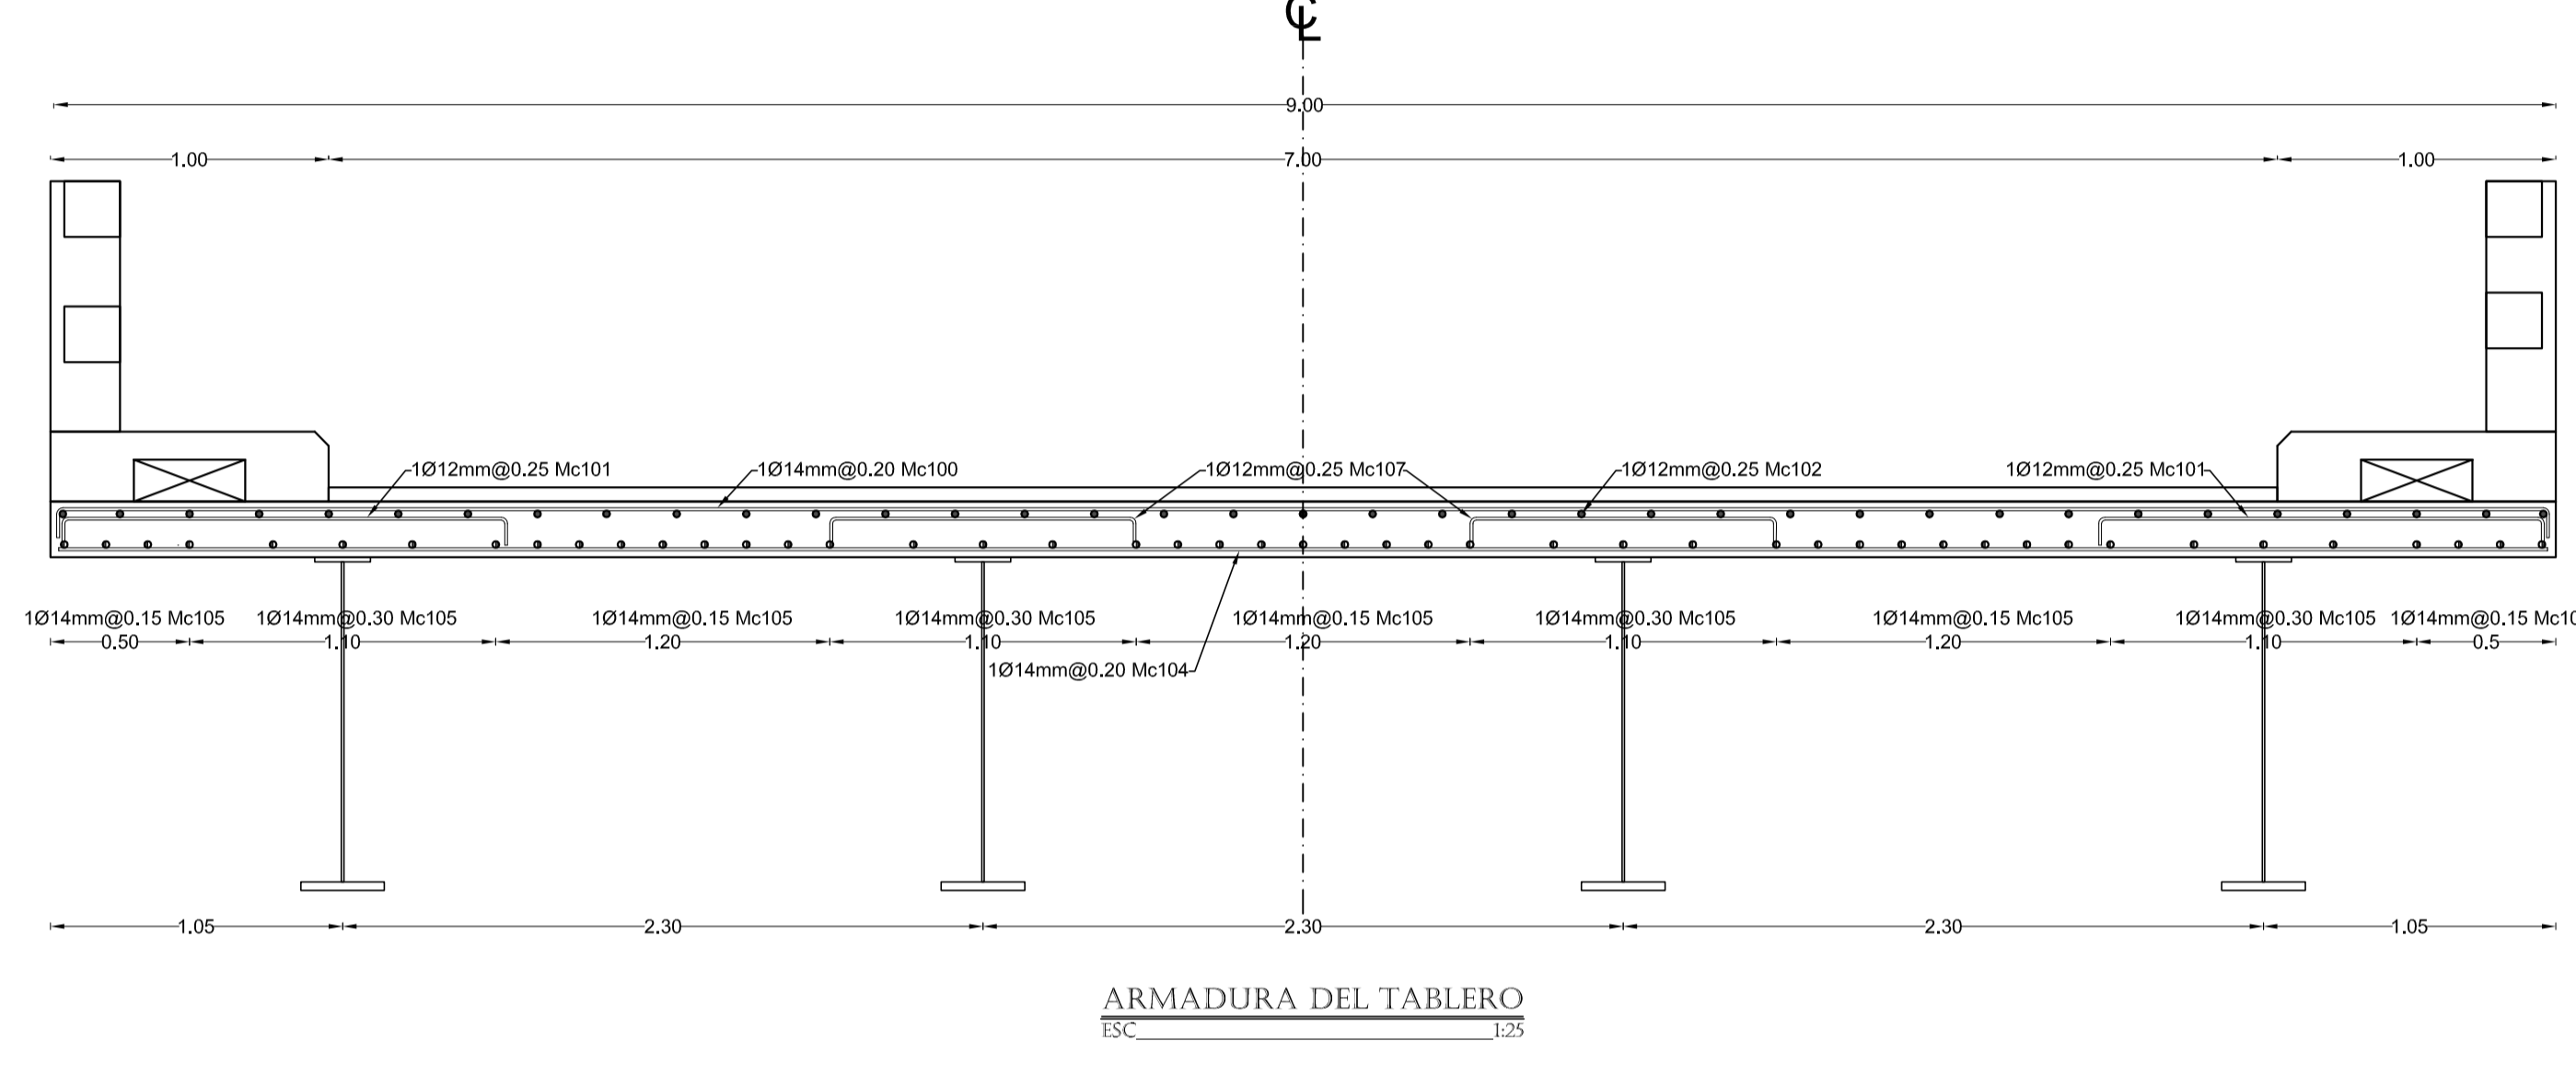 ℄
9.00
1.00 7.00 1.00
1Ø12mm@0.25 Mc101 1Ø14mm@0.20 Mc100 1Ø12mm@0.25 Mc107 1Ø12mm@0.25 Mc102 1Ø12mm@0.25 Mc101
1Ø14mm@0.15 Mc105 1Ø14mm@0.30 Mc105 1Ø14mm@0.15 Mc105 1Ø14mm@0.30 Mc105 1Ø14mm@0.15 Mc105 1Ø14mm@0.30 Mc105 1Ø14mm@0.15 Mc105 1Ø14mm@0.30 Mc105 1Ø14mm@0.15 Mc10
0.50 1.10 1.20 1.10 1.20 1.10 1.20 1.10 0.5
1Ø14mm@0.20 Mc104
1.05 2.30 2.30 2.30 1.05
ARMADURA DEL TABLERO
ESC 1:25